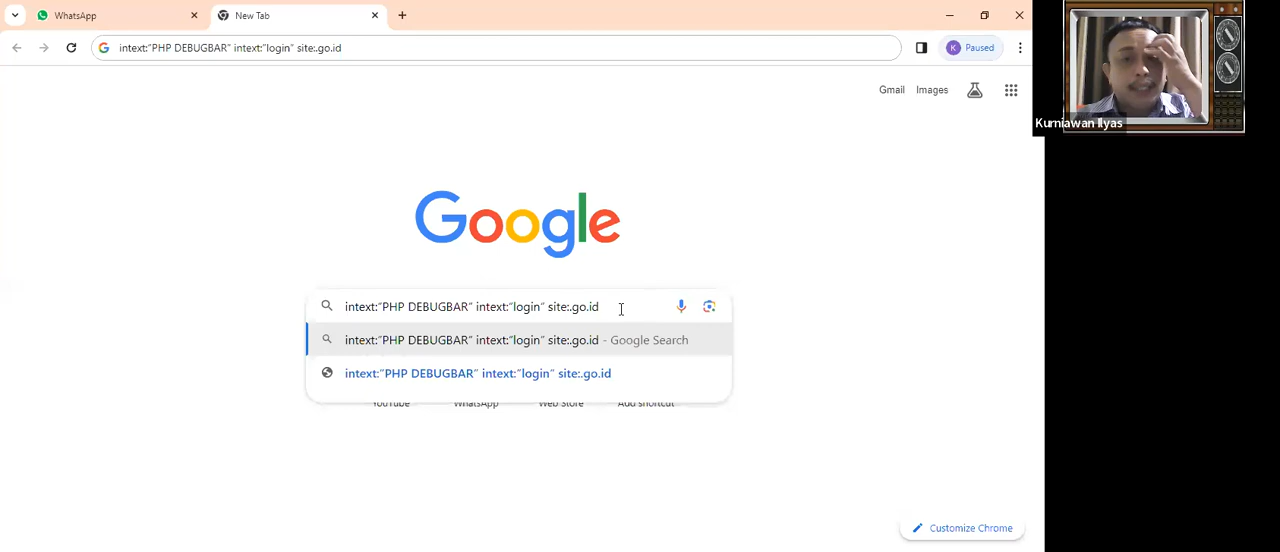 WhatsApp
New Tab
intext:"PHP DEBUGBAR" intext:"login" site:.go.id
K Paused
Gmail Images
Kurniawan Ilyas
Google
intext:"PHP DEBUGBAR" intext:"login" site:.go.id
intext:"PHP DEBUGBAR" intext:"login" site:.go.id - Google Search
intext:"PHP DEBUGBAR" intext:"login" site:.go.id
YouTube WhatsApp Web Store Add shortcut
Customize Chrome